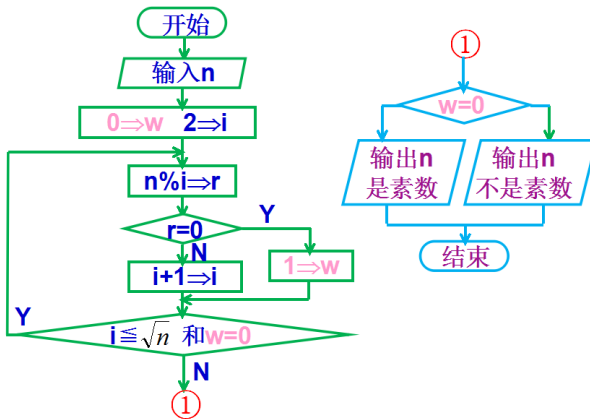 开始
输入n
0⇒w 2⇒i
n%i⇒r
r=0
Y
N
i+1⇒i
1⇒w
Y
i≦√n 和w=0
N
①
①
w=0
输出n
是素数
输出n
不是素数
结束